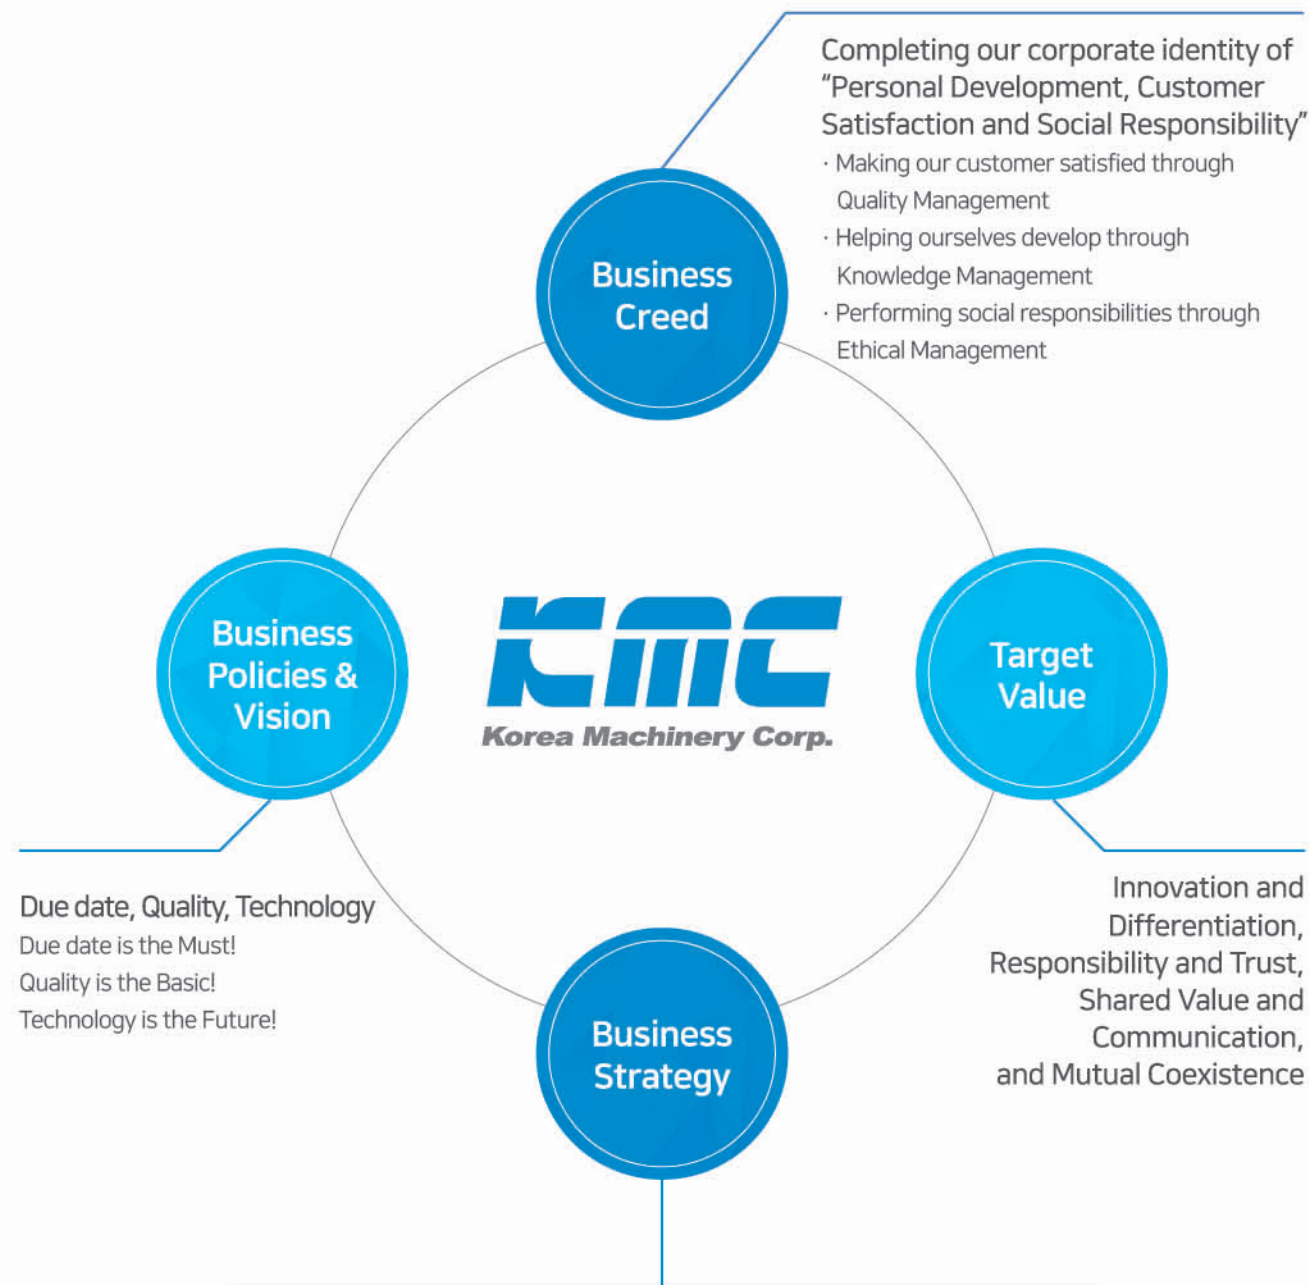 Completing our corporate identity of
“Personal Development, Customer
Satisfaction and Social Responsibility”
· Making our customer satisfied through
Quality Management
· Helping ourselves develop through
Knowledge Management
· Performing social responsibilities through
Ethical Management
Business
Creed
Business
Policies &
Vision
KMC
Korea Machinery Corp.
Target
Value
Due date, Quality, Technology
Due date is the Must!
Quality is the Basic!
Technology is the Future!
Innovation and
Differentiation,
Responsibility and Trust,
Shared Value and
Communication,
and Mutual Coexistence
Business
Strategy